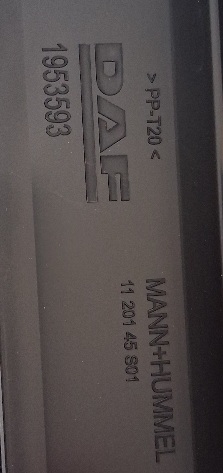 > PP-T20 <
DAF
1953593
MANN+HUMMEL
11 201 45 S01